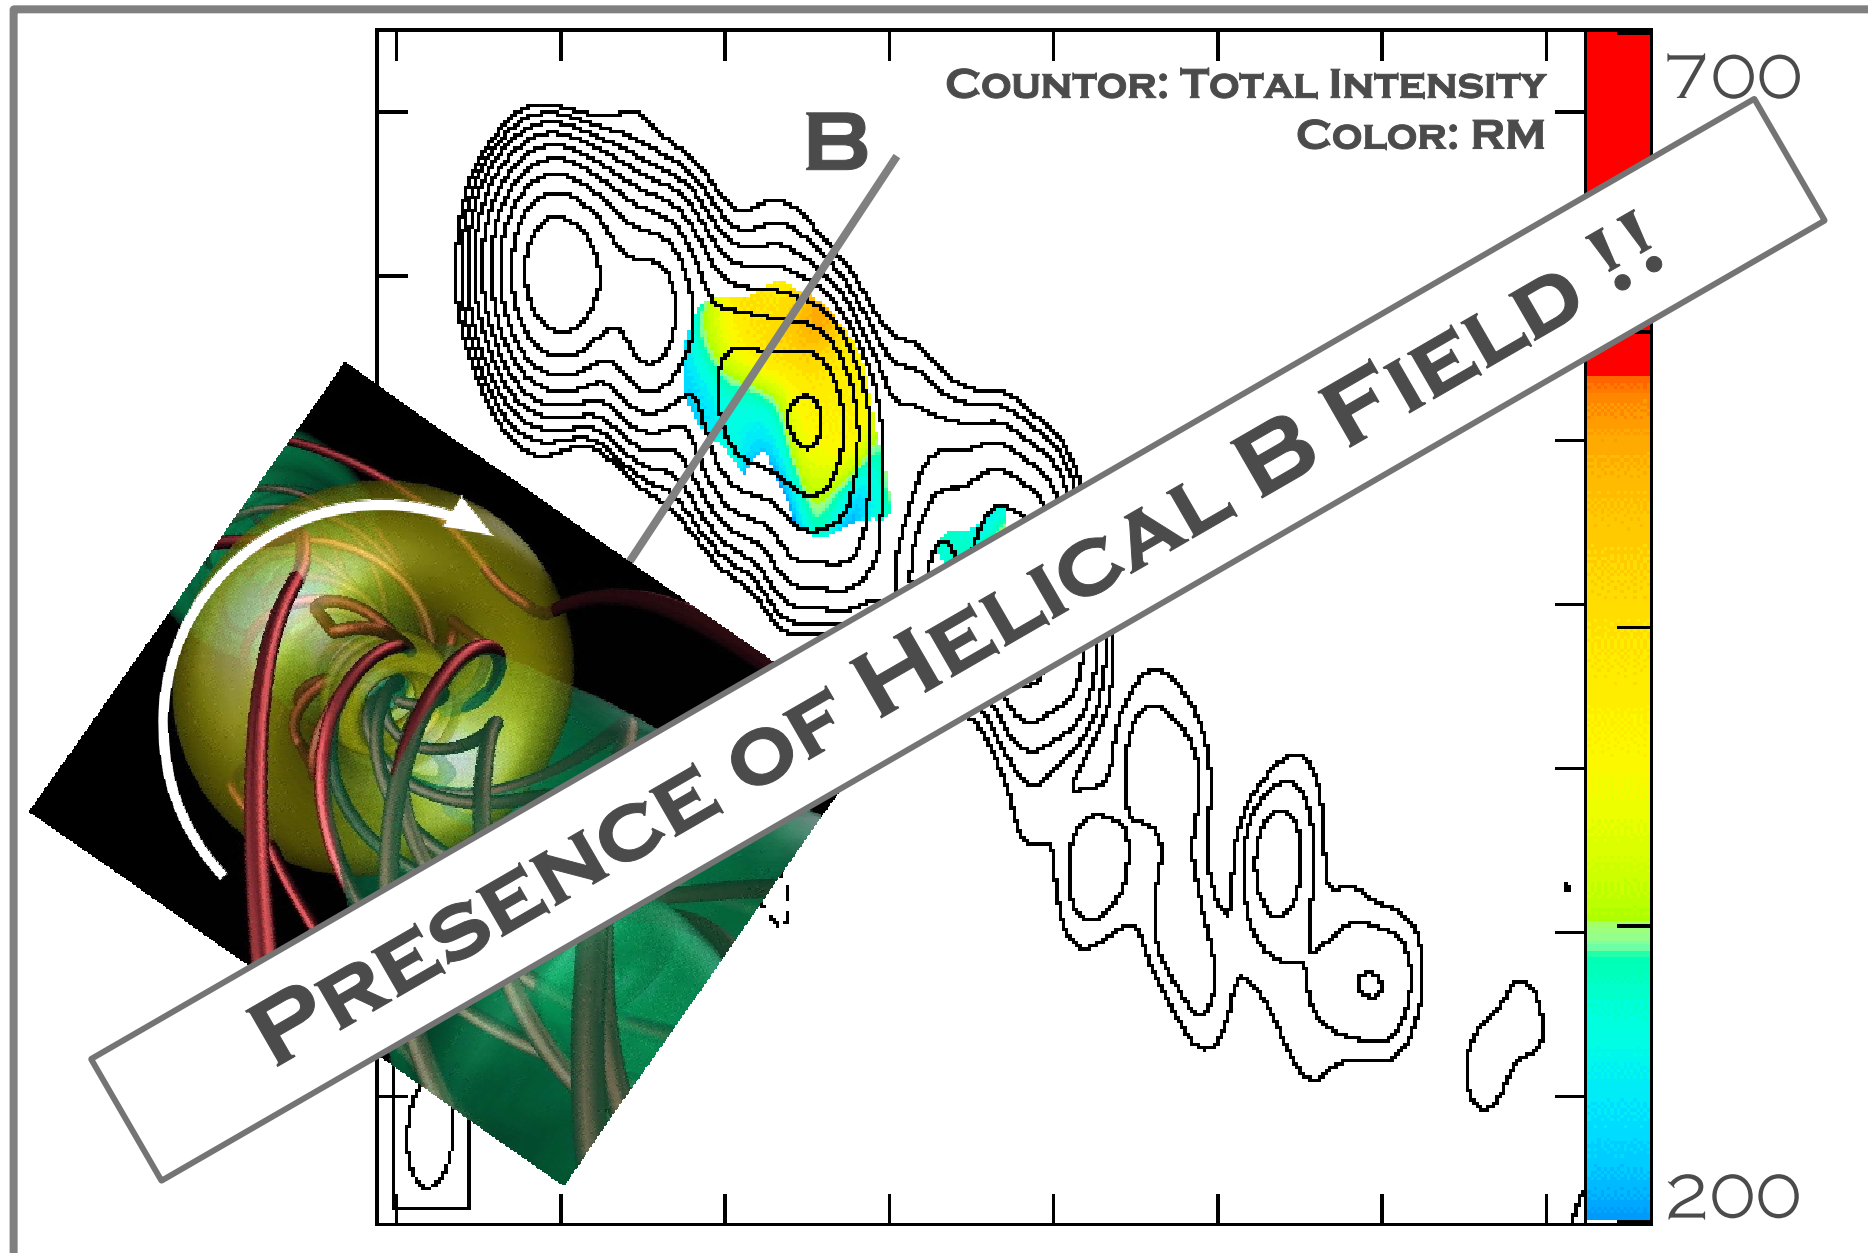 COUNTOR: TOTAL INTENSITY
COLOR: RM
700
B
PRESENCE OF HELICAL B FIELD !!
200